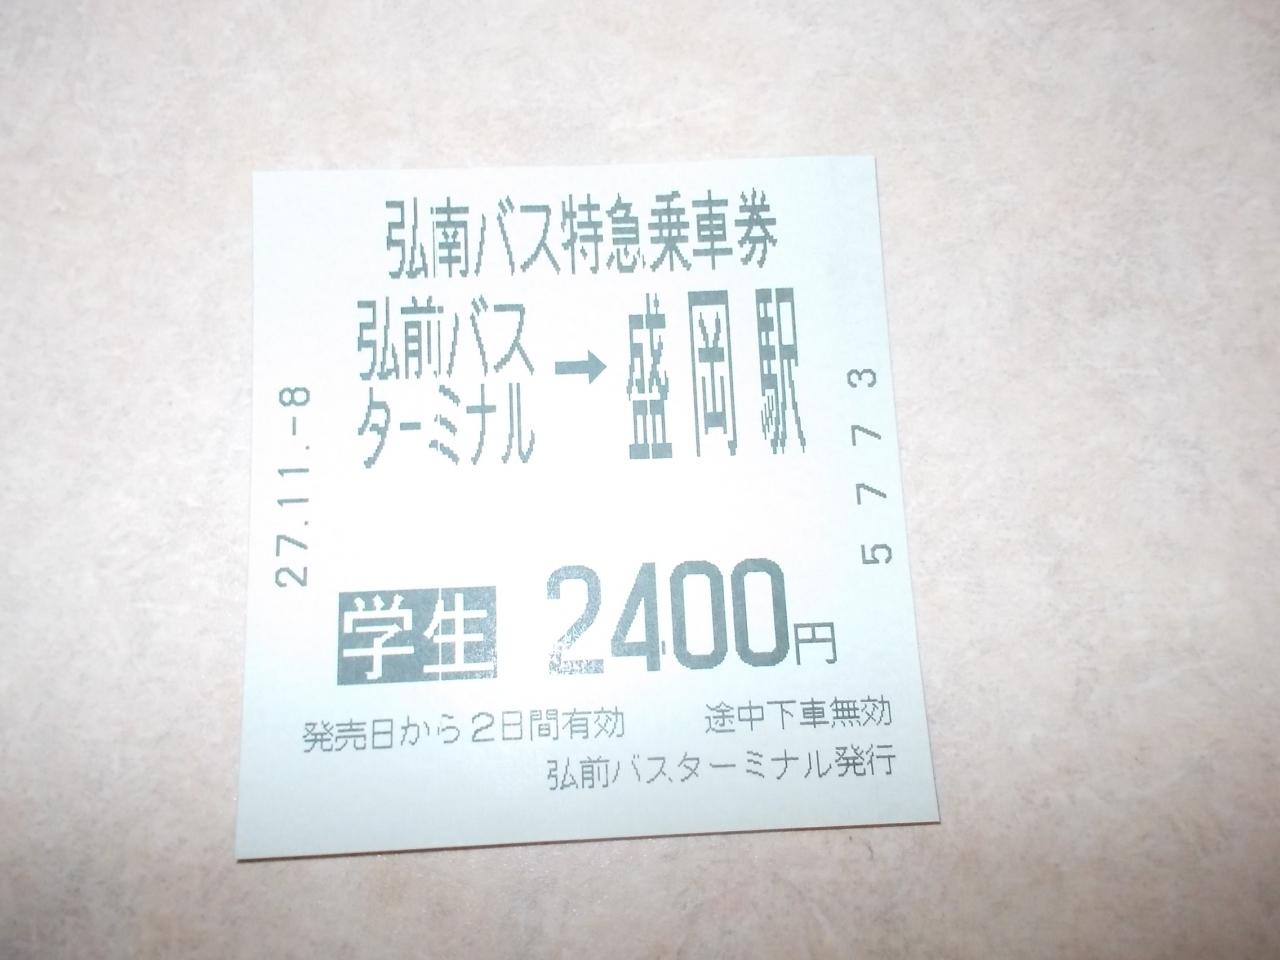 弘南バス特急乗車券
弘前バスターミナル→盛岡駅
27.11.-8
5773
学生 2400円
発売日から2日間有効 途中下車無効
弘前バスターミナル発行